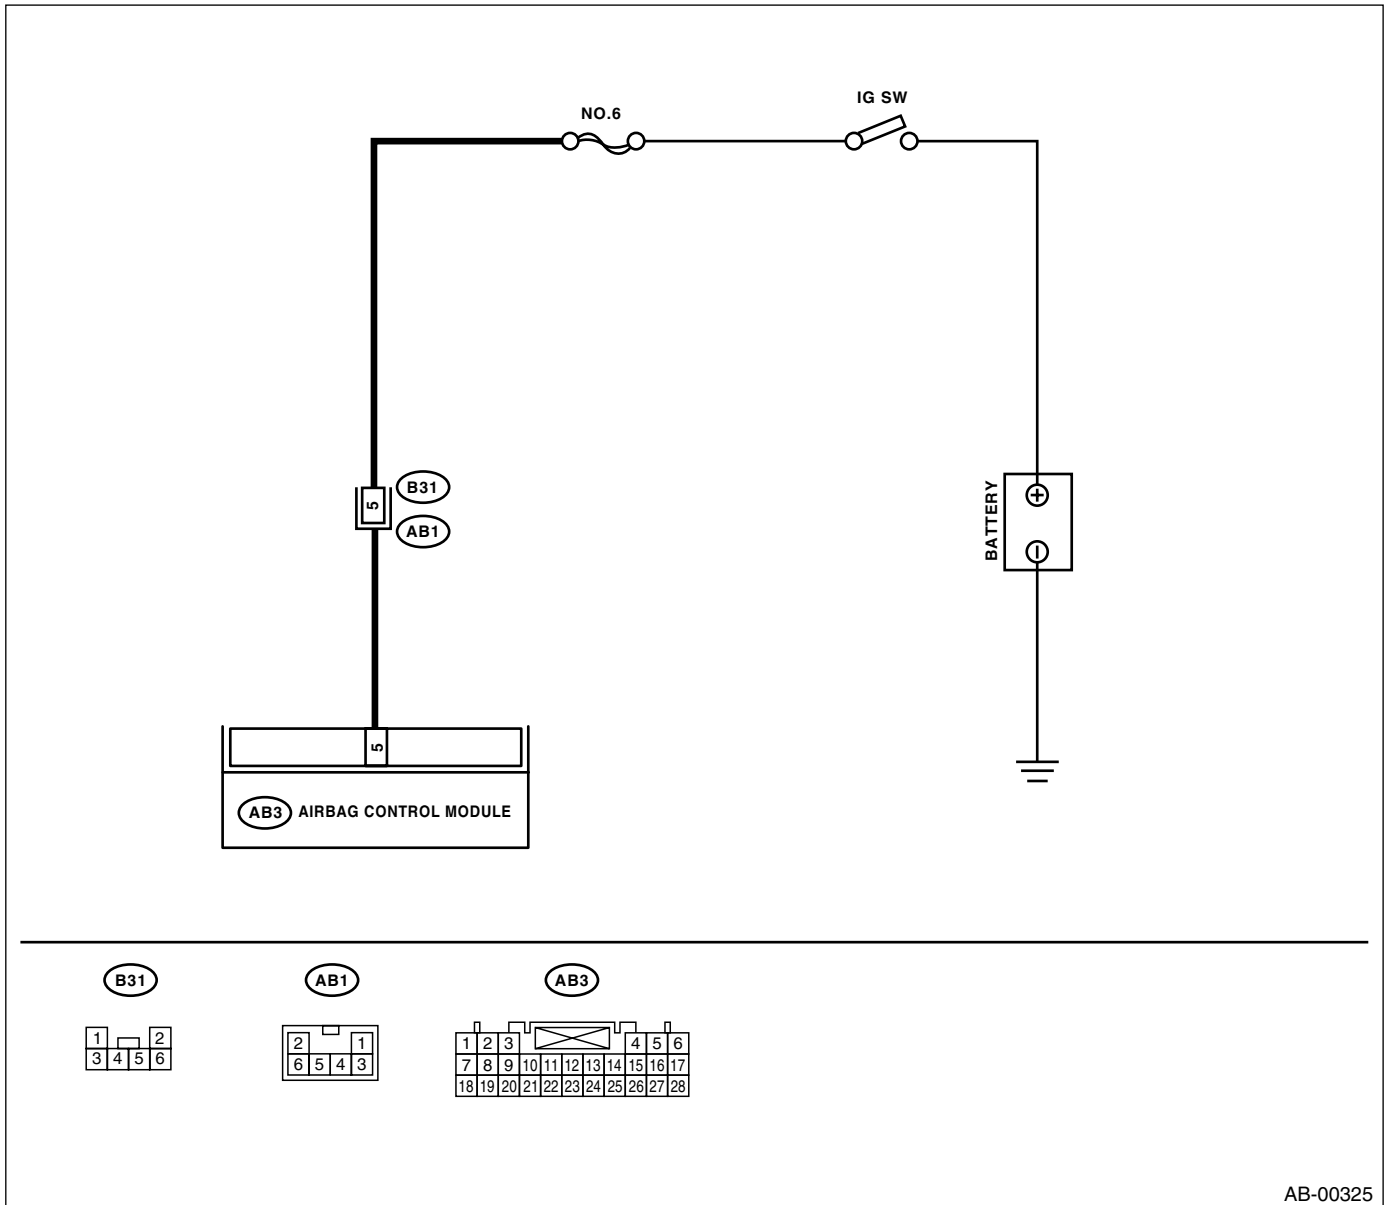 IG SW
NO.6
B31
5
AB1
BATTERY
+
−
5
AB3 AIRBAG CONTROL MODULE
B31
AB1
AB3
1 2
3 4 5 6
2 1
6 5 4 3
1 2 3 4 5 6
7 8 9 10 11 12 13 14 15 16 17
18 19 20 21 22 23 24 25 26 27 28
AB-00325